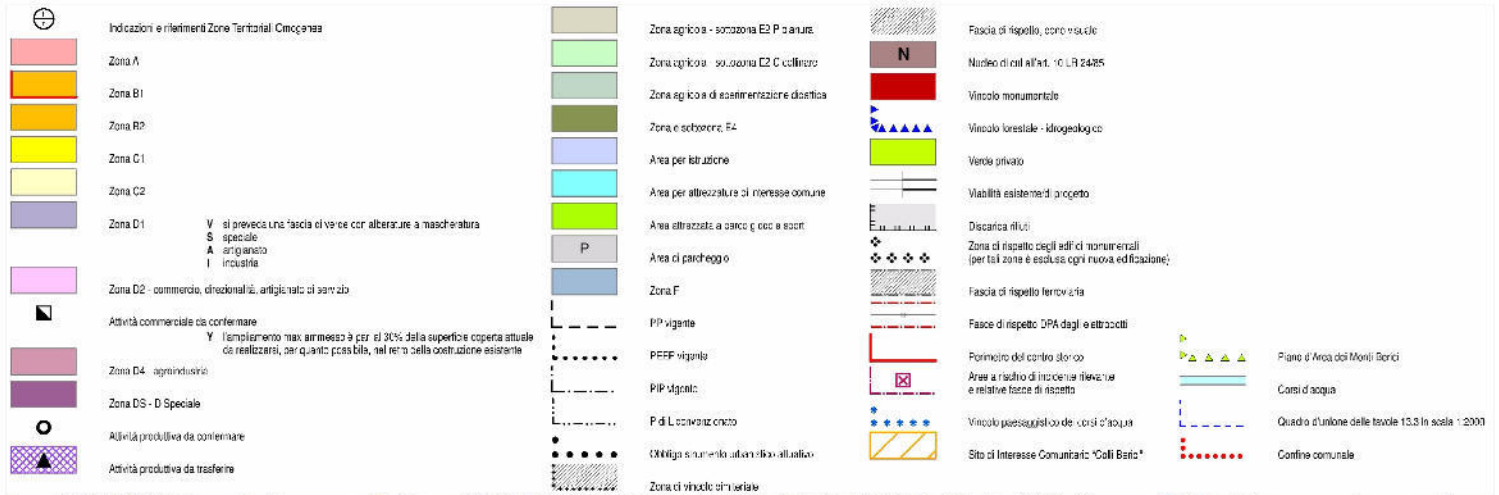 Indicazioni e riferimenti Zone Territoriali Omogenee
Zona A
Zona B1
Zona B2
Zona C1
Zona C2
Zona D1
V si preveda una fascia di verde con alberature a mascheratura
S speciale
A artigianato
I industria
Zona D2 - commercio, direzionalità, artigianato di servizio
Attività commerciale da confermare
Y l'ampliamento max ammesso è pari al 30% della superficie coperta attuale
da realizzarsi, per quanto possibile, nel retro della costruzione esistente
Zona D4 - agroindustria
Zona DS - D Speciale
Attività produttiva da confermare
Attività produttiva da trasferire
Zona agricola - sottozona E2 P pianura
Zona agricola - sottozona E2 C collinare
Zona agricola di sperimentazione didattica
Zona e sottozona E4
Area per istruzione
Area per attrezzature di interesse comune
Area attrezzata a parco gioco e sport
P
Area di parcheggio
Zona F
PP vigente
PEEP vigente
PIP vigente
P di L convenzionato
Obbligo strumento urbanistico attuativo
Zona di vincolo cimiteriale
Fascia di rispetto, cono visuale
N
Nucleo di cui all'art. 10 LR 24/85
Vincolo monumentale
Vincolo forestale - idrogeologico
Verde privato
Viabilità esistente/di progetto
Discarica rifiuti
Zona di rispetto degli edifici monumentali
(per tali zone è esclusa ogni nuova edificazione)
Fascia di rispetto ferroviaria
Fasce di rispetto DPA dagli elettrodotti
Perimetro del centro storico
Aree a rischio di incidente rilevante
e relative fasce di rispetto
Vincolo paesaggistico dei corsi d'acqua
Sito di Interesse Comunitario "Colli Berici"
Piano d'Area dei Monti Berici
Corsi d'acqua
Quadro d'unione delle tavole 13.3 in scala 1:2000
Confine comunale